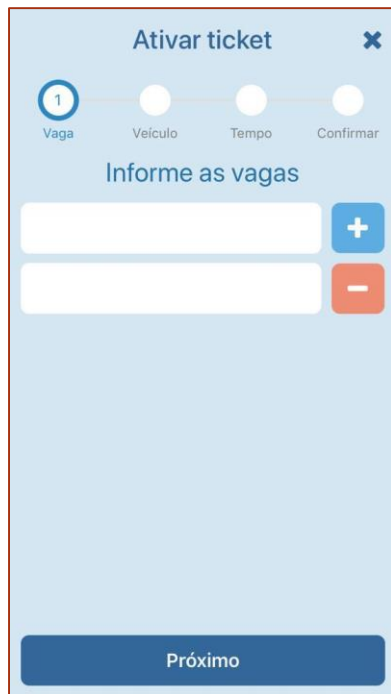 Ativar ticket
1
Vaga Veículo Tempo Confirmar
Informe as vagas
Próximo